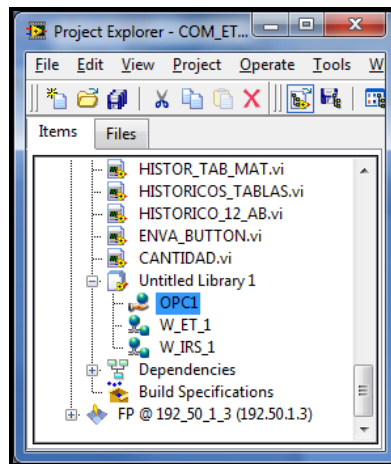 Project Explorer - COM_ET...
File Edit View Project Operate Tools W
Items Files
HISTOR_TAB_MAT.vi
HISTORICOS_TABLAS.vi
HISTORICO_12_AB.vi
ENVA_BUTTON.vi
CANTIDAD.vi
Untitled Library 1
OPC1
W_ET_1
W_IRS_1
Dependencies
Build Specifications
FP @ 192_50_1_3 (192.50.1.3)